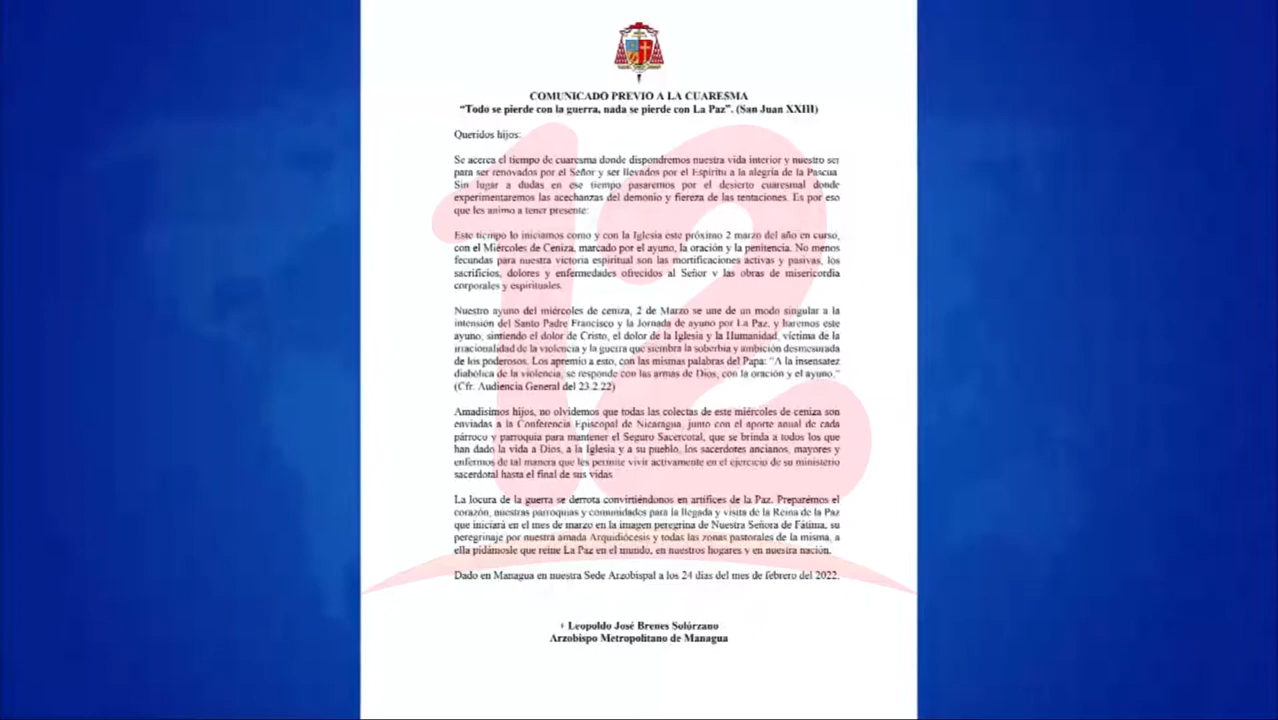 COMUNICADO PREVIO A LA CUARESMA
“Todo se pierde con la guerra, nada se pierde con La Paz”. (San Juan XXIII)
Queridos hijos:
Se acerca el tiempo de cuaresma donde dispondremos nuestra vida interior y nuestro ser
para ser renovados por el Señor y ser llevados por el Espíritu a la alegría de la Pascua.
Sin lugar a dudas en ese tiempo pasaremos por el desierto cuaresmal donde
experimentaremos las acechanzas del demonio y fiereza de las tentaciones. Es por eso
que les animo a tener presente:
Este tiempo lo iniciamos como y con la Iglesia este próximo 2 marzo del año en curso,
con el Miércoles de Ceniza, marcado por el ayuno, la oración y la penitencia. No menos
fecundas para nuestra victoria espiritual son las mortificaciones activas y pasivas, los
sacrificios, dolores y enfermedades ofrecidos al Señor y las obras de misericordia
corporales y espirituales.
Nuestro ayuno del miércoles de ceniza, 2 de Marzo se une de un modo singular a la
intensión del Santo Padre Francisco y la Jornada de ayuno por La Paz, y haremos este
ayuno, sintiendo el dolor de Cristo, el dolor de la Iglesia y la Humanidad, víctima de la
irracionalidad de la violencia y la guerra que siembra la soberbia y ambición desmesurada
de los poderosos. Los apremio a esto, con las mismas palabras del Papa: “A la insensatez
diabólica de la violencia, se responde con las armas de Dios, con la oración y el ayuno.”
(Cfr. Audiencia General del 23.2.22)
Amadísimos hijos, no olvidemos que todas las colectas de este miércoles de ceniza son
enviadas a la Conferencia Episcopal de Nicaragua, junto con el aporte anual de cada
párroco y parroquia para mantener el Seguro Sacercotal, que se brinda a todos los que
han dado la vida a Dios, a la Iglesia y a su pueblo, los sacerdotes ancianos, mayores y
enfermos de tal manera que les permite vivir activamente en el ejercicio de su ministerio
sacerdotal hasta el final de sus vidas
La locura de la guerra se derrota convirtiéndonos en artífices de la Paz. Preparémos el
corazón, nuestras parroquias y comunidades para la llegada y visita de la Reina de la Paz
que iniciará en el mes de marzo en la imagen peregrina de Nuestra Señora de Fátima, su
peregrinaje por nuestra amada Arquidiócesis y todas las zonas pastorales de la misma, a
ella pidámosle que reine La Paz en el mundo, en nuestros hogares y en nuestra nación.
Dado en Managua en nuestra Sede Arzobispal a los 24 días del mes de febrero del 2022.
+ Leopoldo José Brenes Solórzano
Arzobispo Metropolitano de Managua
12